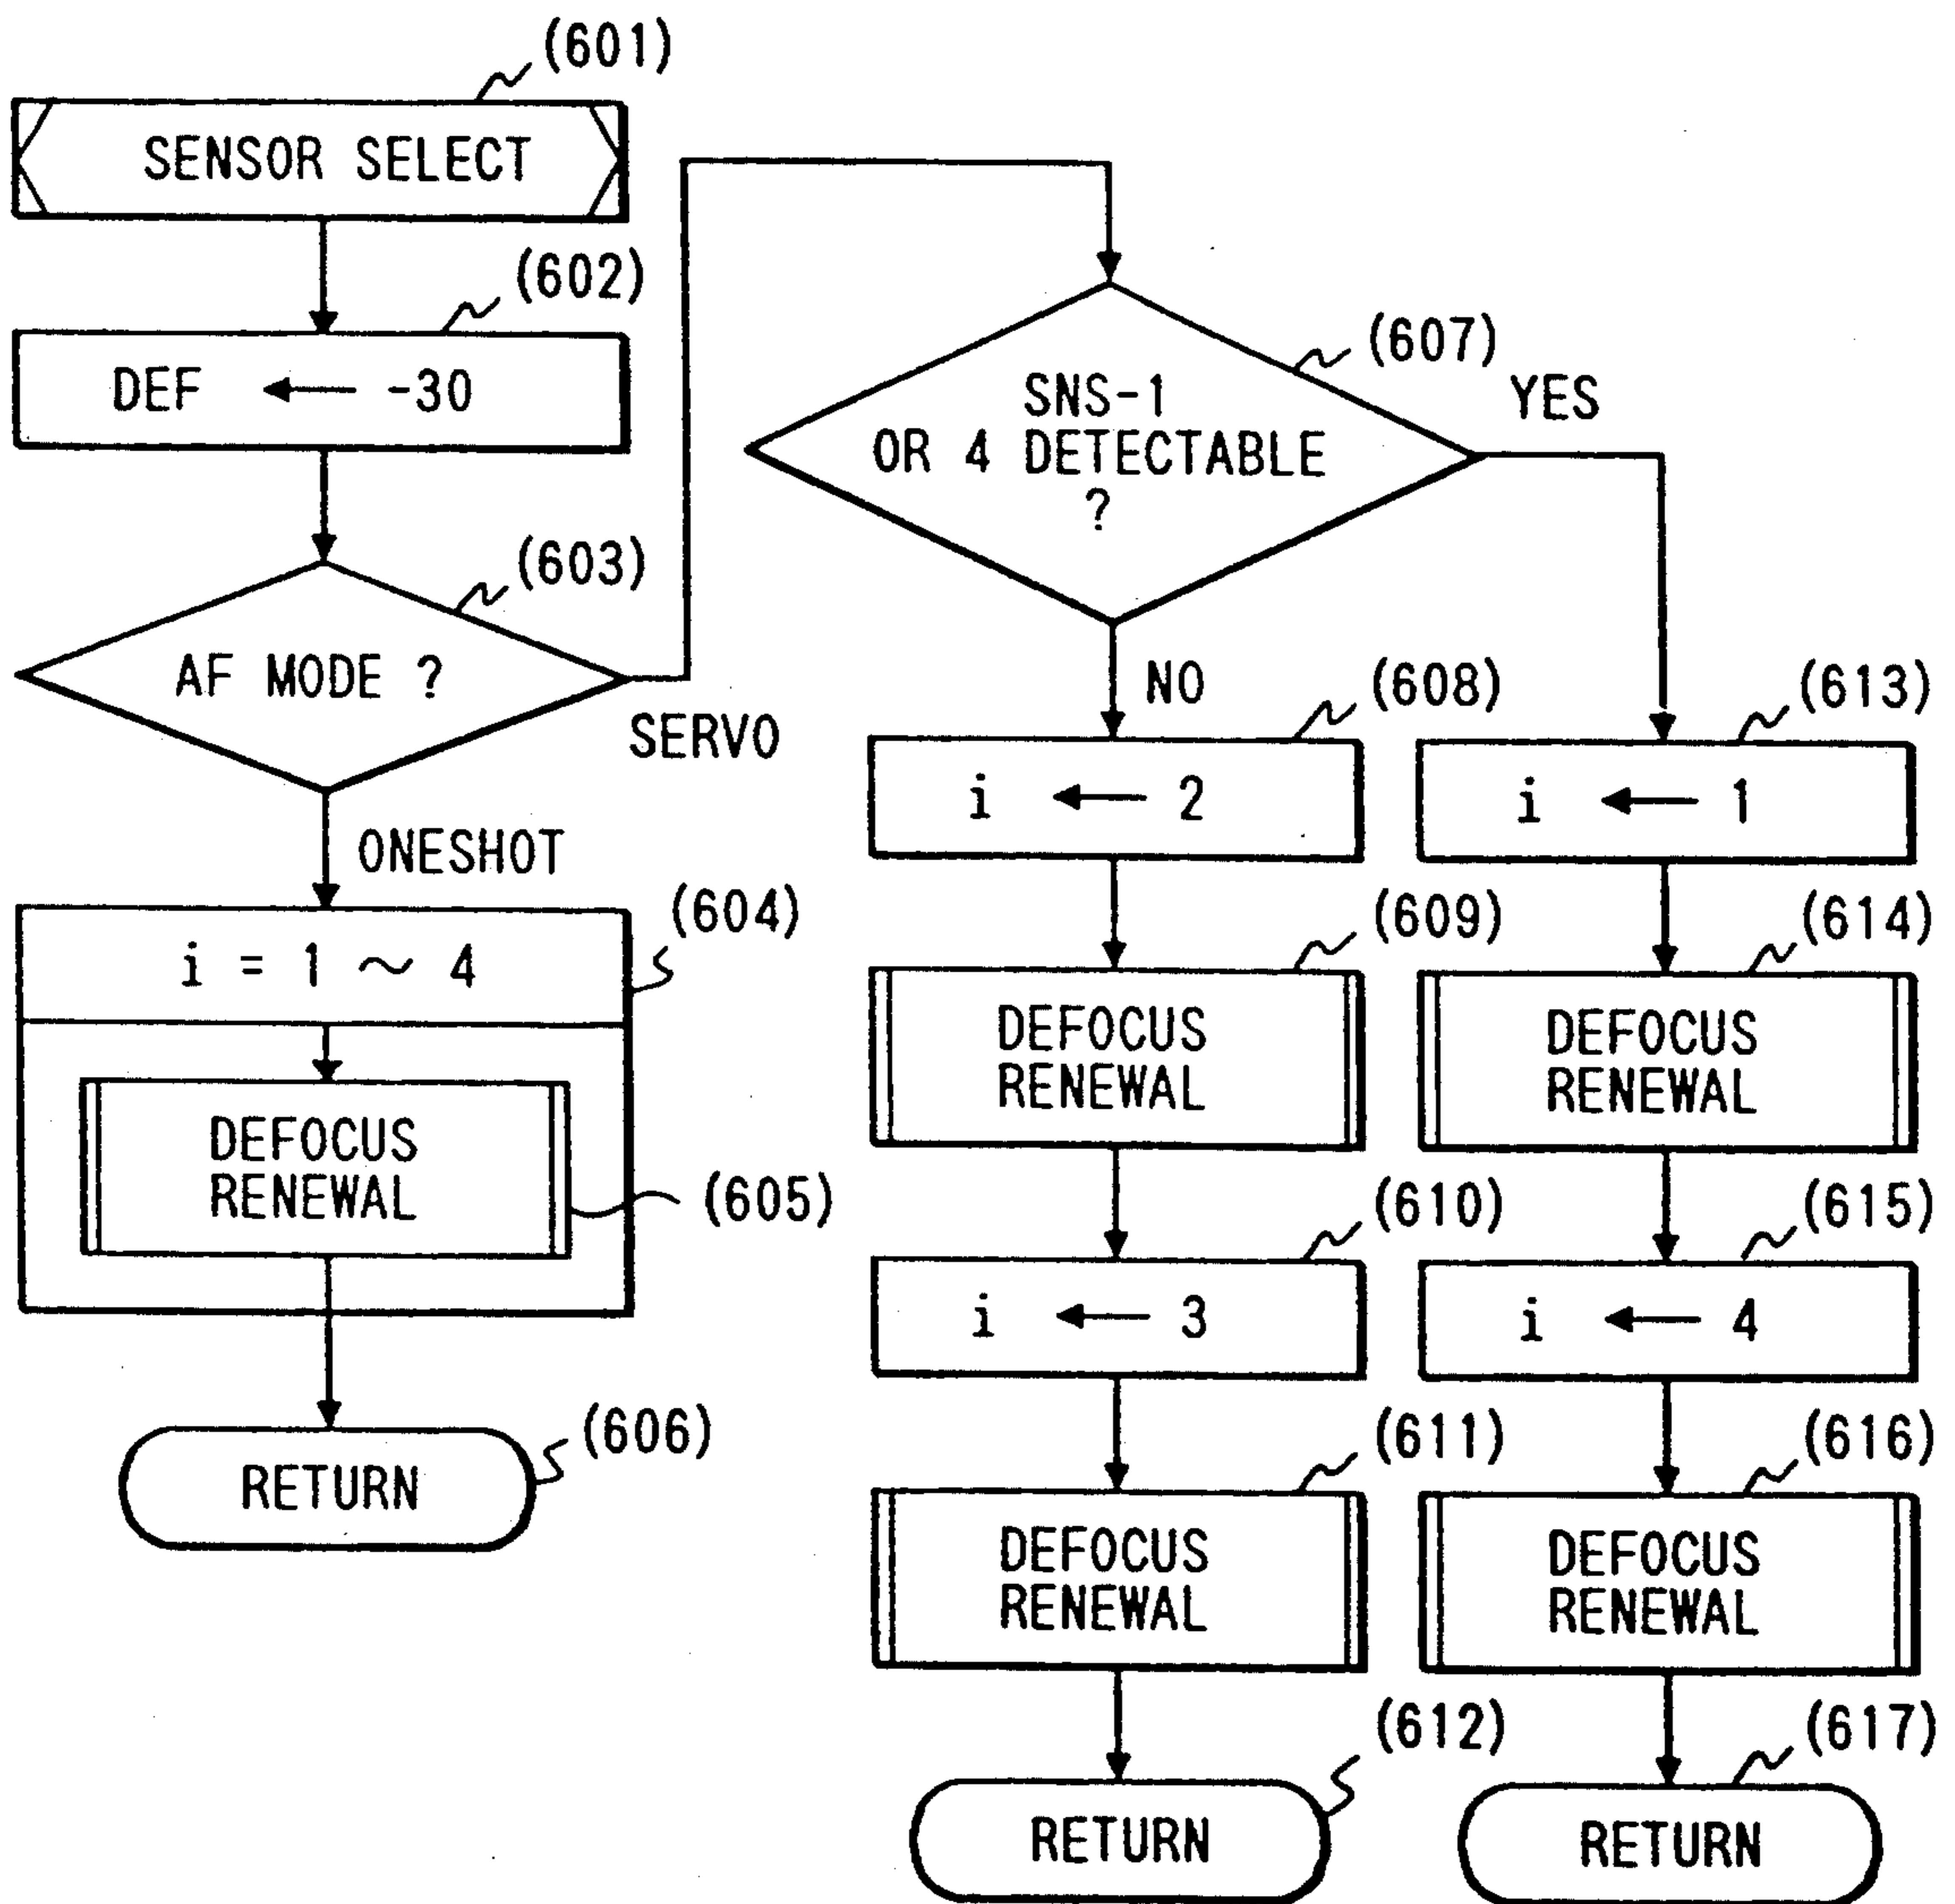 (601)
SENSOR SELECT
(602)
DEF ← -30
(603)
AF MODE ?
SERVO
ONESHOT
(604)
i = 1 ~ 4
DEFOCUS
RENEWAL
(605)
(606)
RETURN
(607)
SNS-1
OR 4 DETECTABLE
?
YES
NO
(608)
i ← 2
(609)
DEFOCUS
RENEWAL
(610)
i ← 3
(611)
DEFOCUS
RENEWAL
(612)
RETURN
(613)
i ← 1
(614)
DEFOCUS
RENEWAL
(615)
i ← 4
(616)
DEFOCUS
RENEWAL
(617)
RETURN